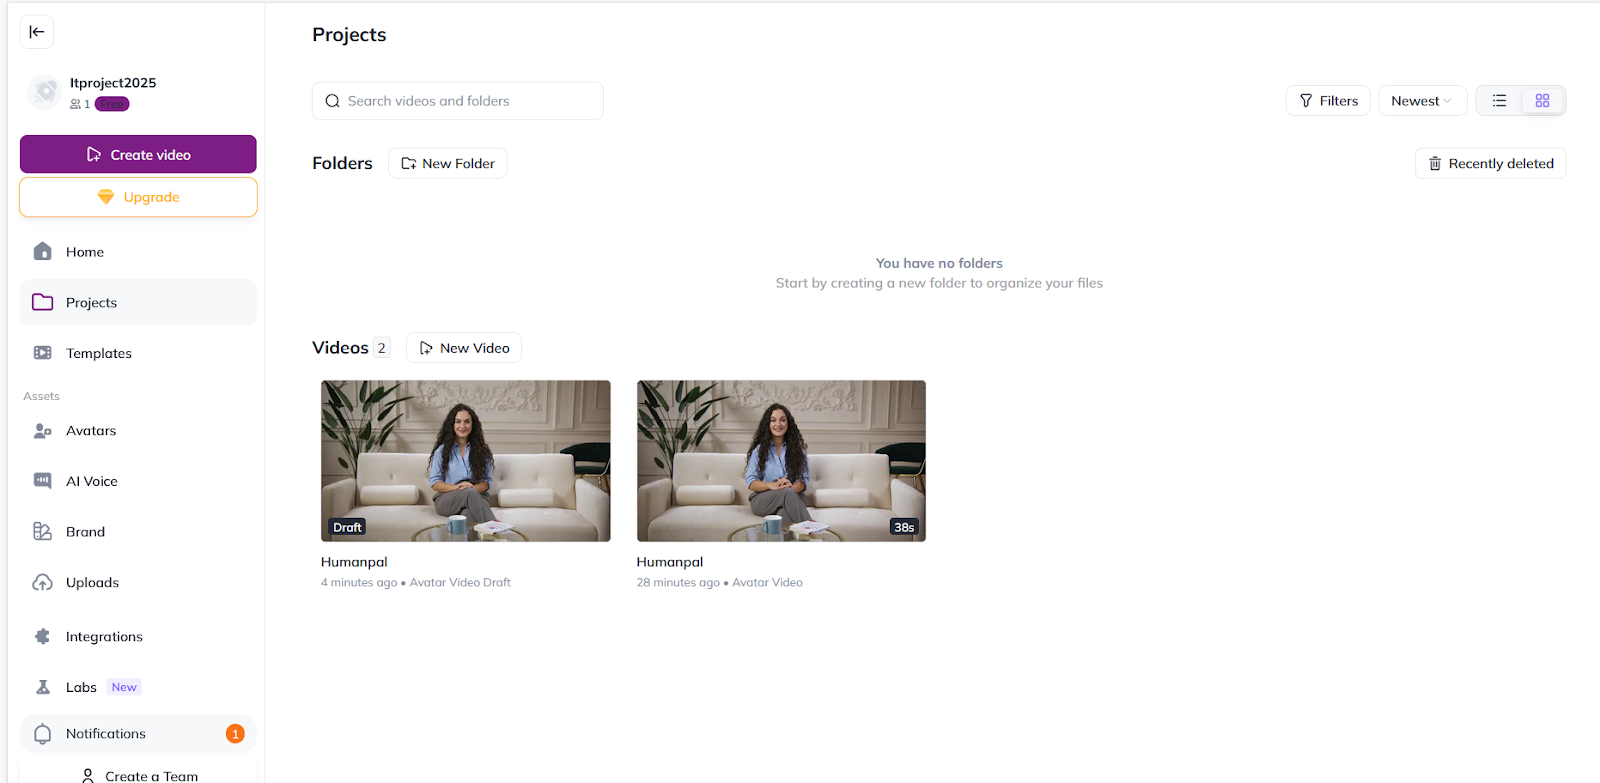 Itproject2025
1 Free
Create video
Upgrade
Home
Projects
Templates
Assets
Avatars
AI Voice
Brand
Uploads
Integrations
Labs New
Notifications 1
Create a Team
Projects
Search videos and folders
Filters
Newest
Folders
New Folder
Recently deleted
You have no folders
Start by creating a new folder to organize your files
Videos 2
New Video
Draft
38s
Humanpal
4 minutes ago • Avatar Video Draft
Humanpal
28 minutes ago • Avatar Video